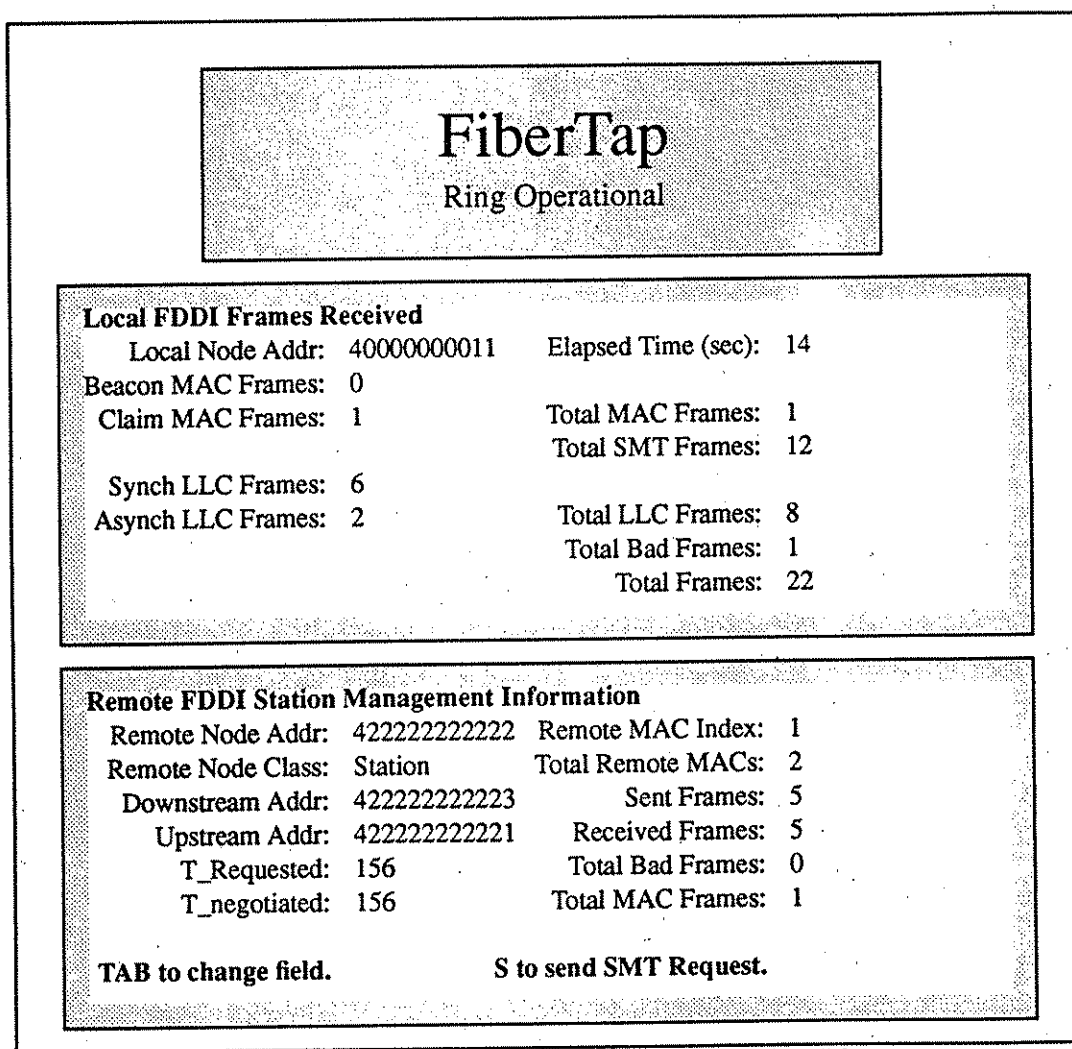 FiberTap
Ring Operational
Local FDDI Frames Received
Local Node Addr: 40000000011 Elapsed Time (sec): 14
Beacon MAC Frames: 0
Claim MAC Frames: 1 Total MAC Frames: 1
Total SMT Frames: 12
Synch LLC Frames: 6
Asynch LLC Frames: 2 Total LLC Frames: 8
Total Bad Frames: 1
Total Frames: 22
Remote FDDI Station Management Information
Remote Node Addr: 422222222222 Remote MAC Index: 1
Remote Node Class: Station Total Remote MACs: 2
Downstream Addr: 422222222223 Sent Frames: 5
Upstream Addr: 422222222221 Received Frames: 5
T_Requested: 156 Total Bad Frames: 0
T_negotiated: 156 Total MAC Frames: 1
TAB to change field. S to send SMT Request.